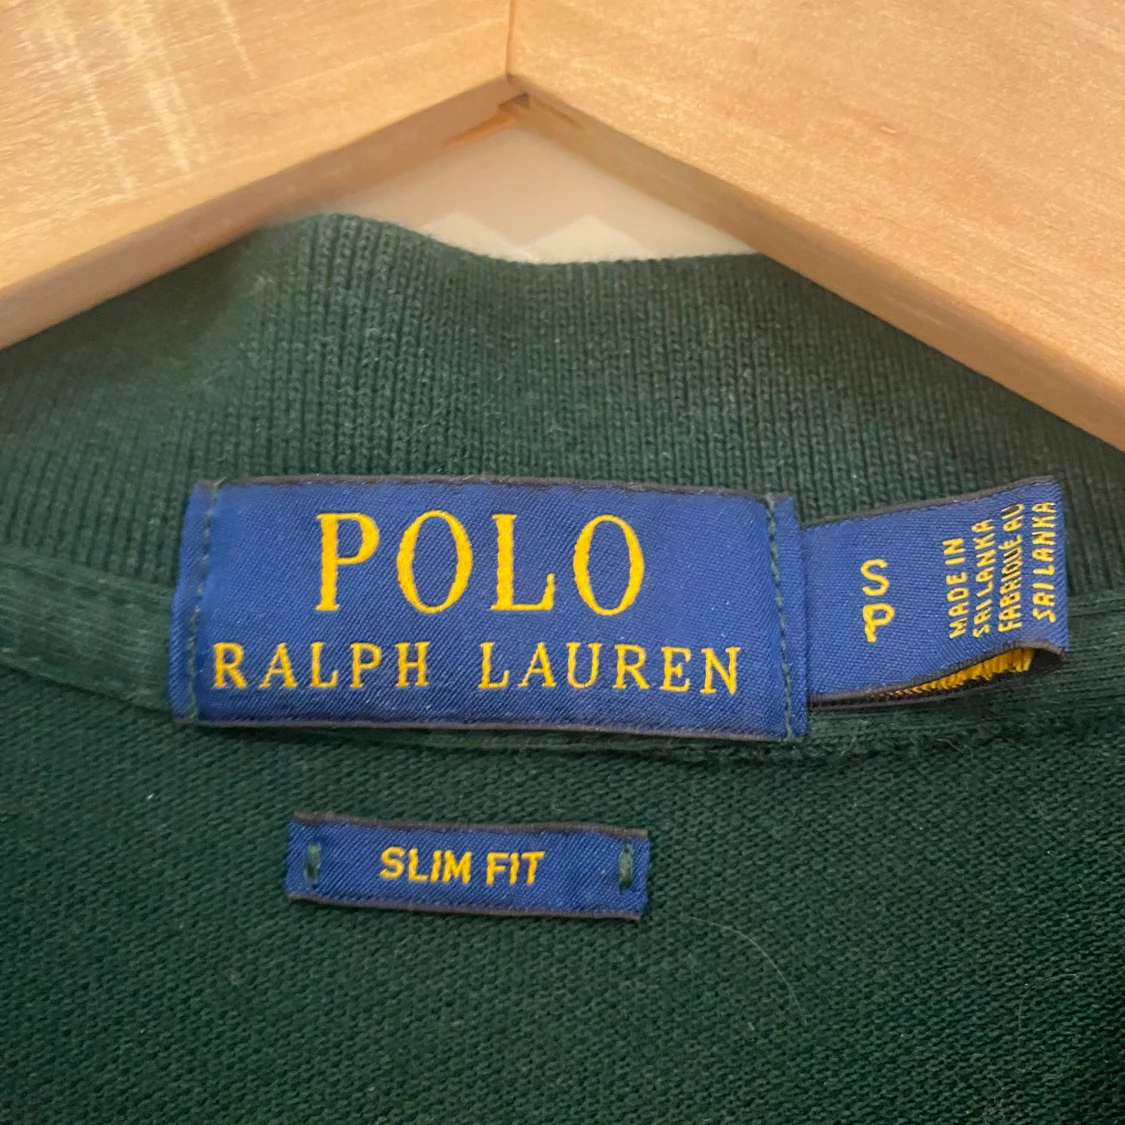 POLO
RALPH LAUREN
S
P
MADE IN
SRI LANKA
FABRIQUÉ AU
SRI LANKA
SLIM FIT